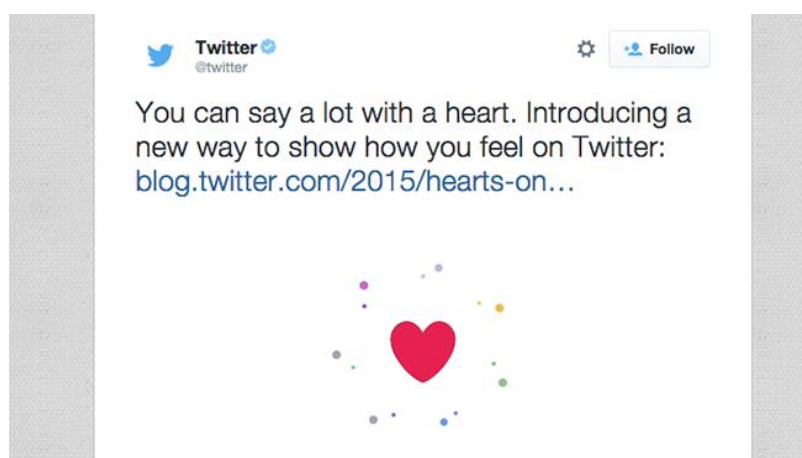 Twitter
@twitter
Follow
You can say a lot with a heart. Introducing a
new way to show how you feel on Twitter:
blog.twitter.com/2015/hearts-on…